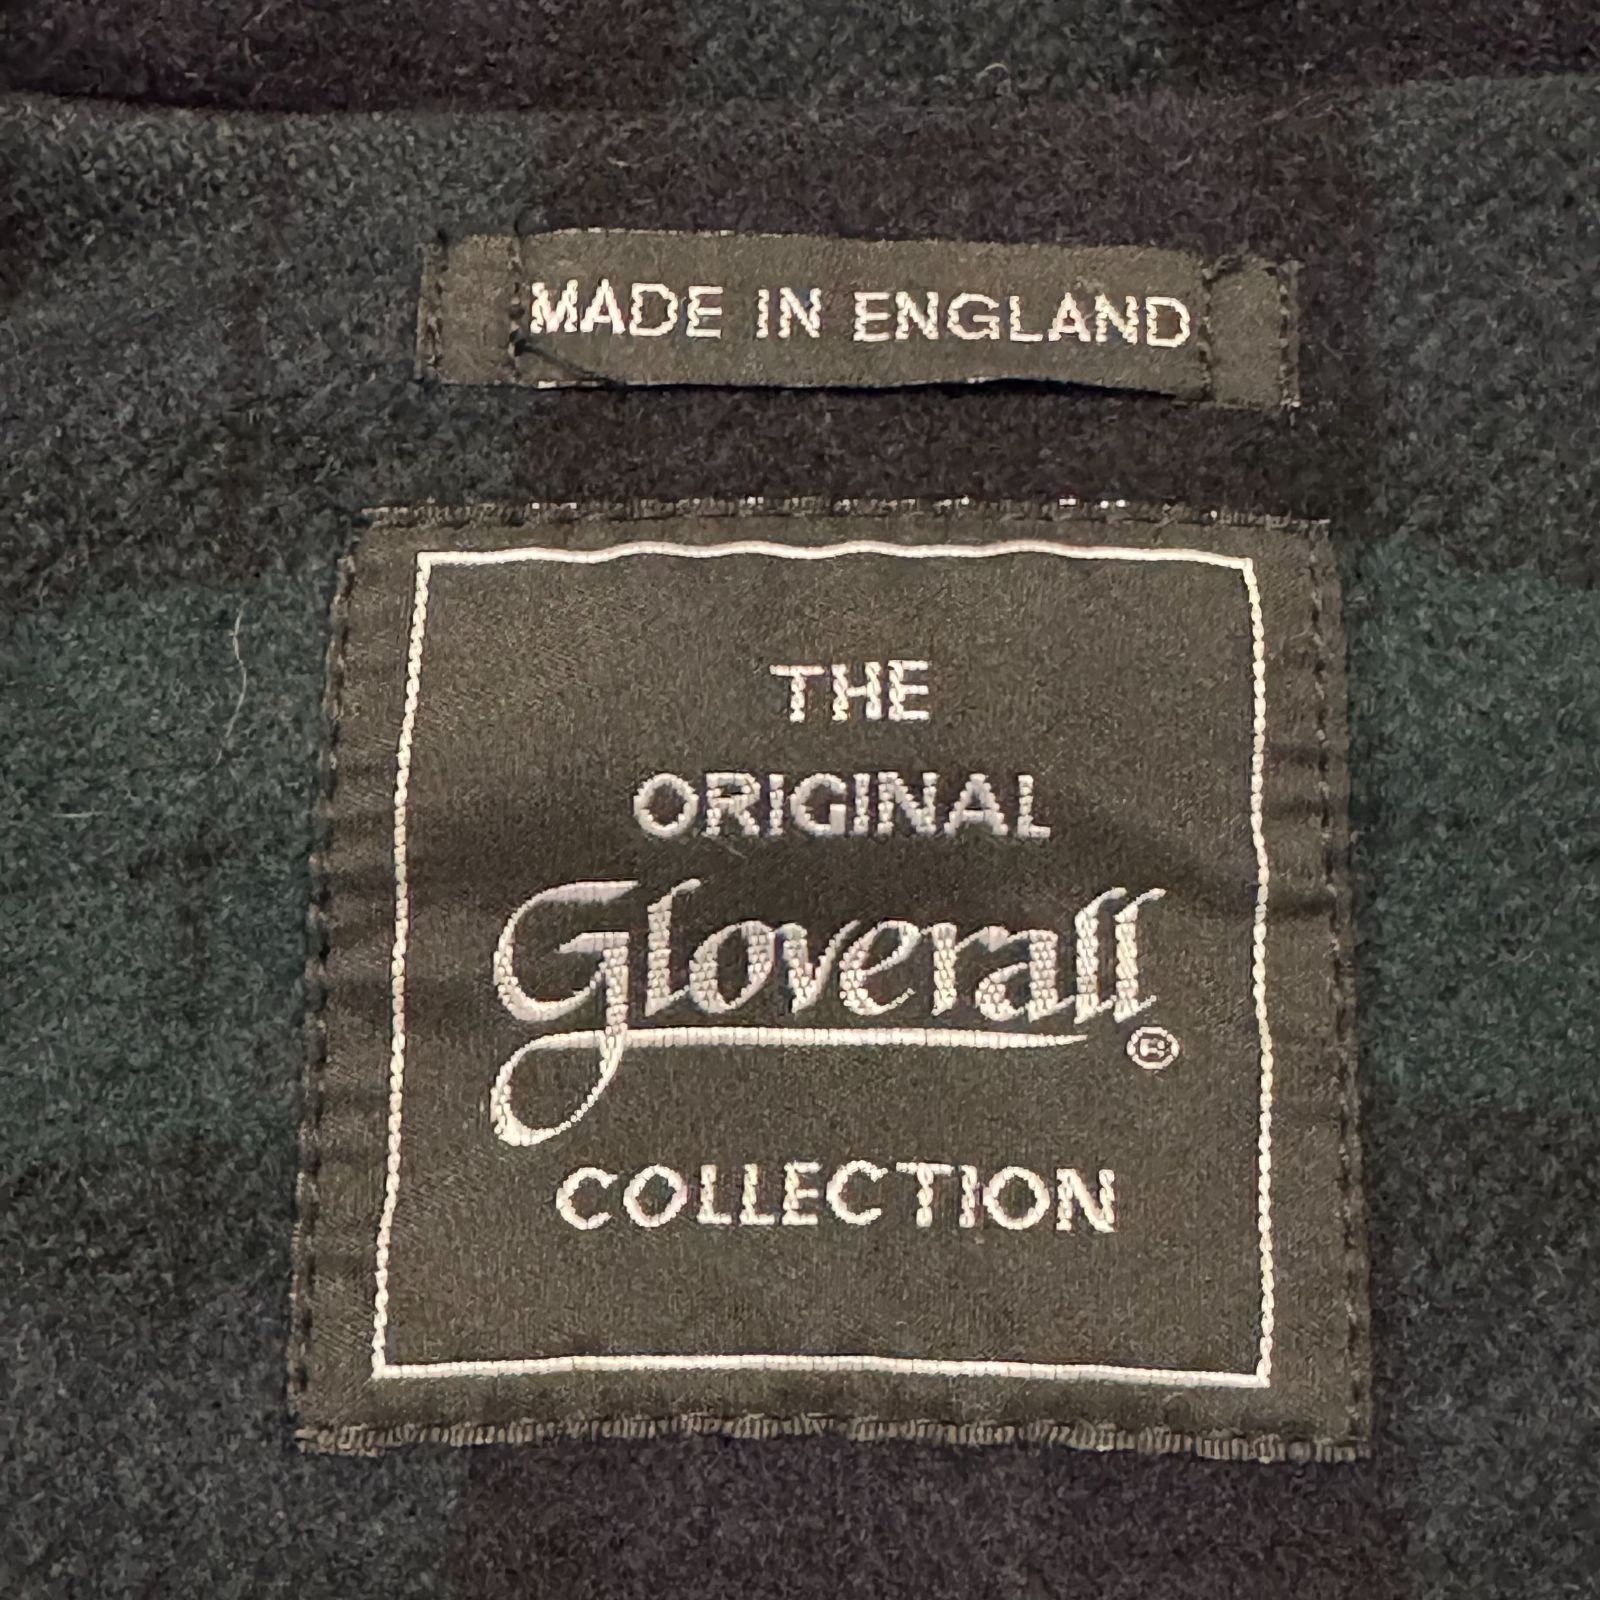 MADE IN ENGLAND
THE
ORIGINAL
Gloverall®
COLLECTION